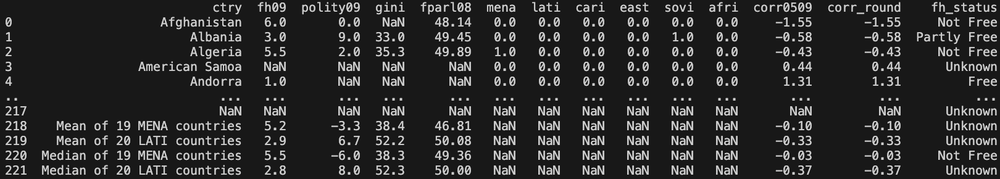 ctry fh09 polity09 gini fparl08 mena lati cari east sovi afri corr0509 corr_round fh_status
0 Afghanistan 6.0 0.0 NaN 48.14 0.0 0.0 0.0 0.0 0.0 0.0 -1.55 -1.55 Not Free
1 Albania 3.0 9.0 33.0 49.45 0.0 0.0 0.0 0.0 1.0 0.0 -0.58 -0.58 Partly Free
2 Algeria 5.5 2.0 35.3 49.89 1.0 0.0 0.0 0.0 0.0 0.0 -0.43 -0.43 Not Free
3 American Samoa NaN NaN NaN NaN 0.0 0.0 0.0 0.0 0.0 0.0 0.44 0.44 Unknown
4 Andorra 1.0 NaN NaN NaN 0.0 0.0 0.0 0.0 0.0 0.0 1.31 1.31 Free
.. ... ... ... ... ... ... ... ... ... ... ... ... ... ...
217 NaN NaN NaN NaN NaN NaN NaN NaN NaN NaN NaN NaN NaN Unknown
218 Mean of 19 MENA countries 5.2 -3.3 38.4 46.81 NaN NaN NaN NaN NaN NaN -0.10 -0.10 Unknown
219 Mean of 20 LATI countries 2.9 6.7 52.2 50.08 NaN NaN NaN NaN NaN NaN -0.33 -0.33 Unknown
220 Median of 19 MENA countries 5.5 -6.0 38.3 49.36 NaN NaN NaN NaN NaN NaN -0.03 -0.03 Not Free
221 Median of 20 LATI countries 2.8 8.0 52.3 50.00 NaN NaN NaN NaN NaN NaN -0.37 -0.37 Unknown